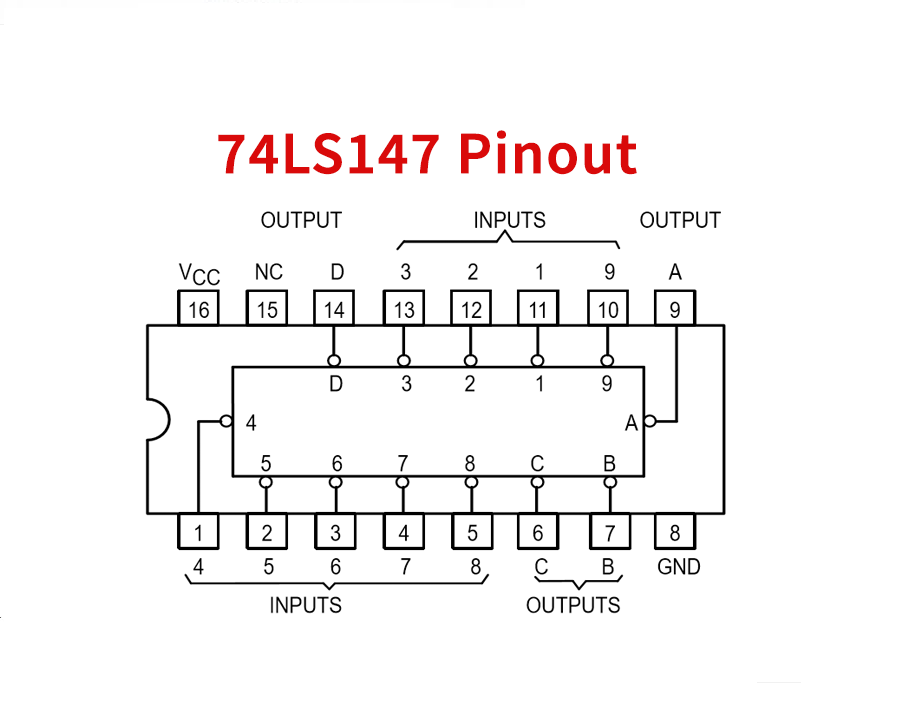 74LS147 Pinout
OUTPUT INPUTS OUTPUT
VCC NC D 3 2 1 9 A
16 15 14 13 12 11 10 9
D 3 2 1 9
4 A
5 6 7 8 C B
1 2 3 4 5 6 7 8
4 5 6 7 8 C B GND
INPUTS OUTPUTS